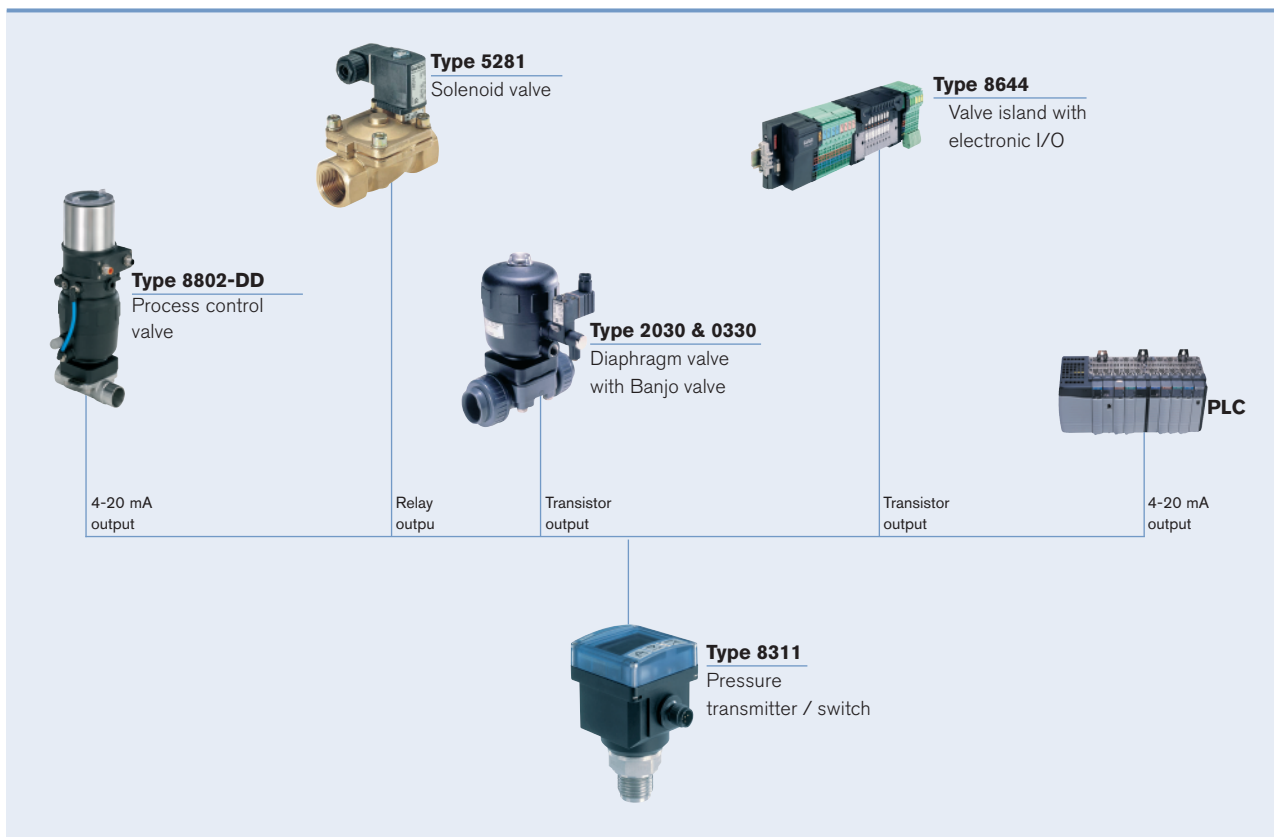 Type 5281
Solenoid valve
Type 8644
Valve island with
electronic I/O
Type 8802-DD
Process control
valve
Type 2030 & 0330
Diaphragm valve
with Banjo valve
PLC
4-20 mA
output
Relay
outpu
Transistor
output
Transistor
output
4-20 mA
output
Type 8311
Pressure
transmitter / switch